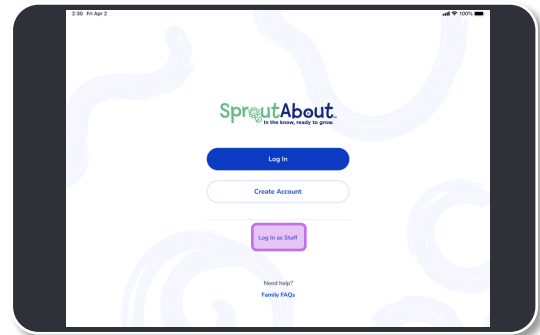 2:30 Fri Apr 2
100%
SproutAbout
In the know, ready to grow.
Log In
Create Account
Log In as Staff
Need help?
Family FAQs